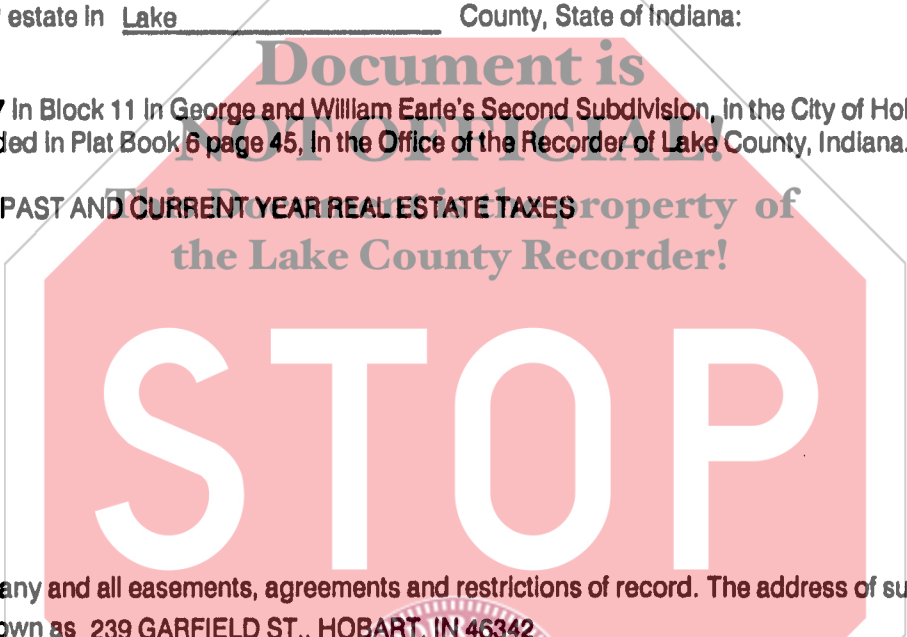 estate in Lake County, State of Indiana:
Document is
7 in Block 11 in George and William Earle's Second Subdivision, in the City of Hol
ded in Plat Book 6 page 45, in the Office of the Recorder of Lake County, Indiana.
NOT OFFICIAL!
PAST AND CURRENT YEAR REAL ESTATE TAXES
This Document is the property of
the Lake County Recorder!
STOP
any and all easements, agreements and restrictions of record. The address of su
own as 239 GARFIELD ST., HOBART, IN 46342